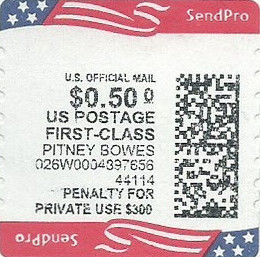 SendPro
U.S. OFFICIAL MAIL
$0.50 0
US POSTAGE
FIRST-CLASS
PITNEY BOWES
026W0004897656
44114
PENALTY FOR
PRIVATE USE $300
SendPro